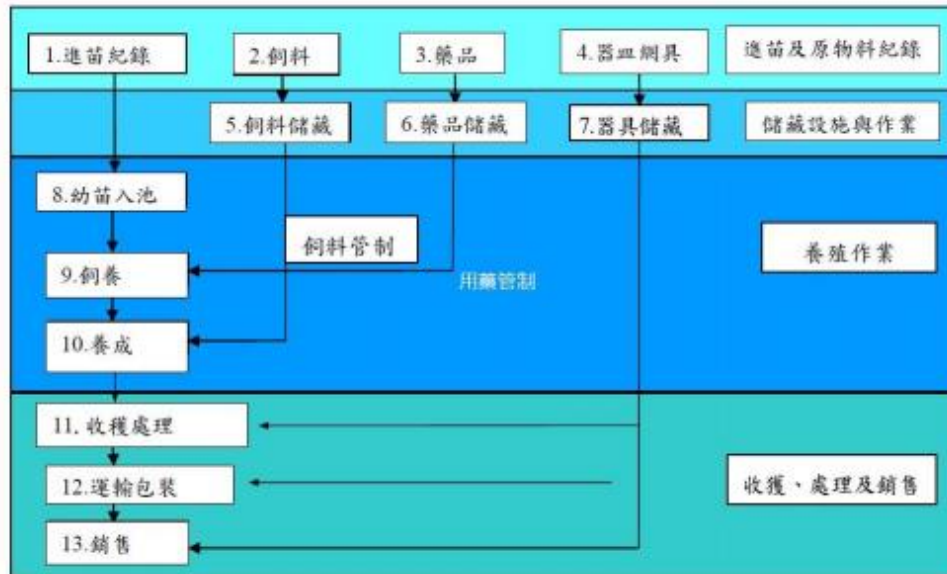 1.進苗紀錄
2.飼料
3.藥品
4.器皿網具
進苗及原物料紀錄
5.飼料儲藏
6.藥品儲藏
7.器具儲藏
儲藏設施與作業
8.幼苗入池
飼料管制
養殖作業
9.飼養
用藥管制
10.養成
11.收穫處理
12.運輸包裝
收獲、處理及銷售
13.銷售